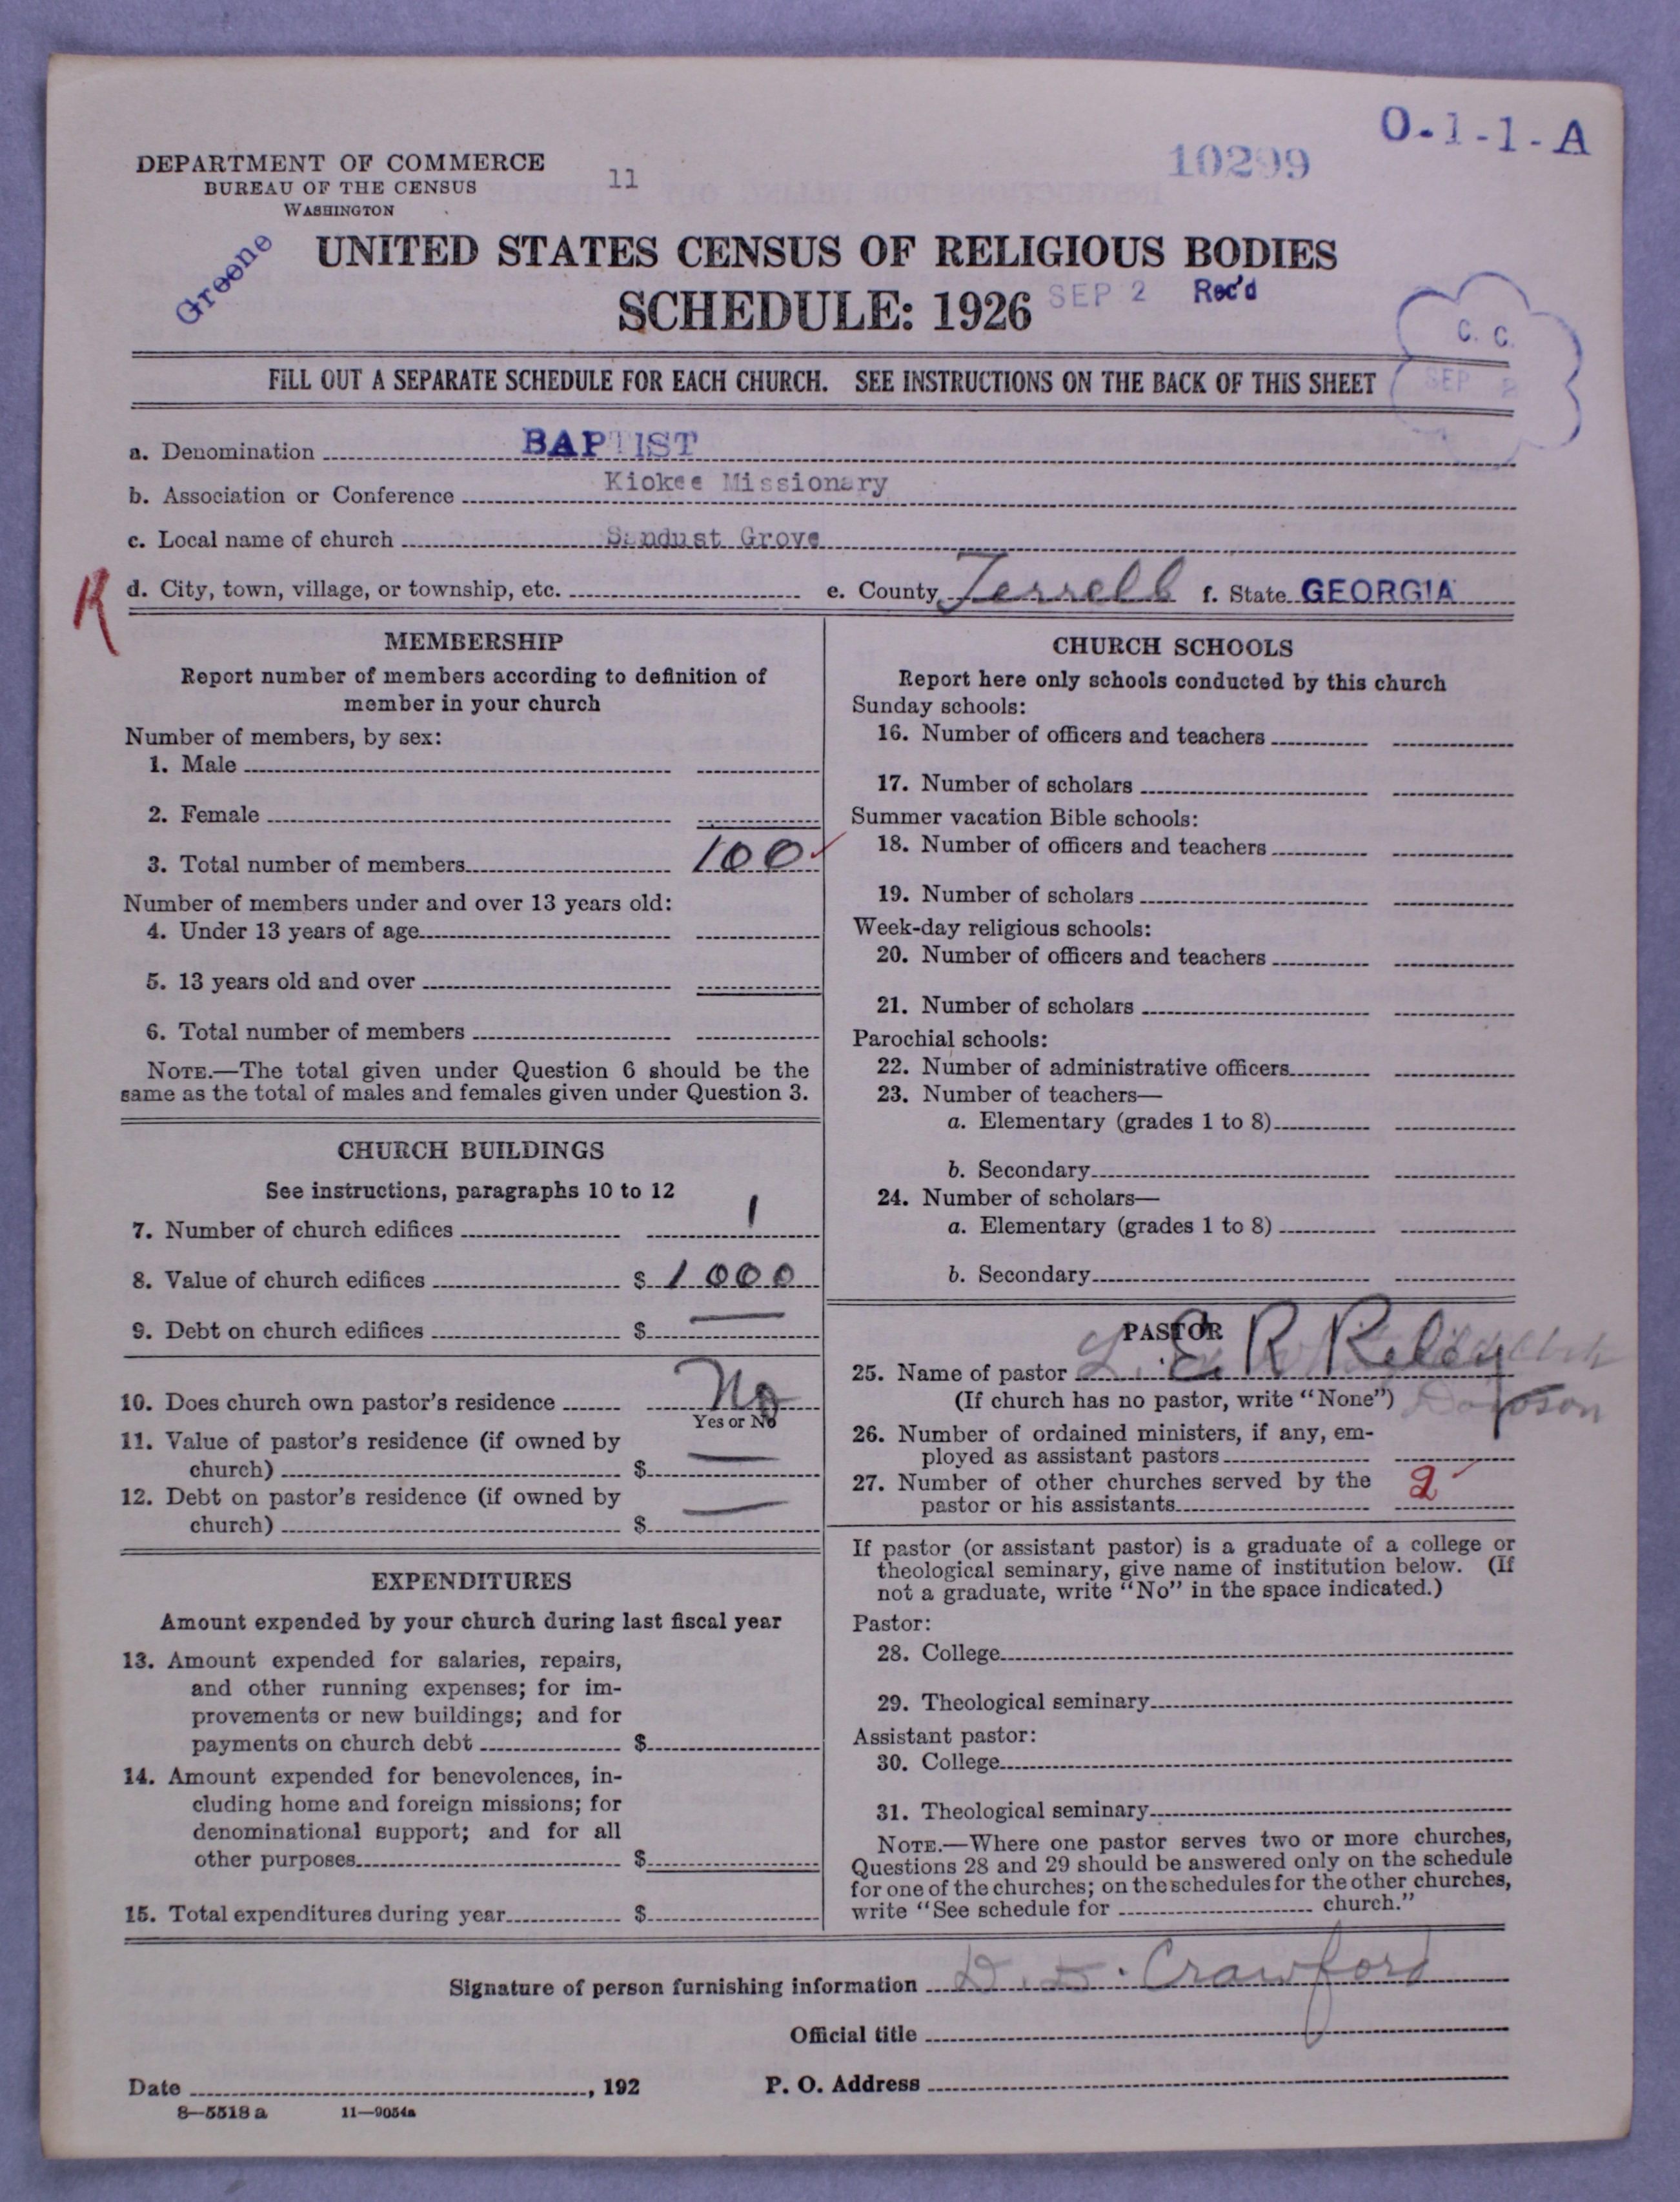 O-1-1-A
10299
DEPARTMENT OF COMMERCE
BUREAU OF THE CENSUS
WASHINGTON
11
Greene
UNITED STATES CENSUS OF RELIGIOUS BODIES
SCHEDULE: 1926
SEP 2 Rec'd
C. C.
SEP 2
FILL OUT A SEPARATE SCHEDULE FOR EACH CHURCH. SEE INSTRUCTIONS ON THE BACK OF THIS SHEET
a. Denomination BAPTIST
b. Association or Conference Kiokee Missionary
c. Local name of church Sandust Grove
R
d. City, town, village, or township, etc. e. County Terrell f. State GEORGIA
MEMBERSHIP
Report number of members according to definition of
member in your church
Number of members, by sex:
1. Male
2. Female
3. Total number of members 100
Number of members under and over 13 years old:
4. Under 13 years of age
5. 13 years old and over
6. Total number of members
NOTE.—The total given under Question 6 should be the
same as the total of males and females given under Question 3.
CHURCH BUILDINGS
See instructions, paragraphs 10 to 12
7. Number of church edifices 1
8. Value of church edifices $ 1000
9. Debt on church edifices $ —
10. Does church own pastor's residence No
Yes or No
11. Value of pastor's residence (if owned by
church) $ —
12. Debt on pastor's residence (if owned by
church) $ —
EXPENDITURES
Amount expended by your church during last fiscal year
13. Amount expended for salaries, repairs,
and other running expenses; for im-
provements or new buildings; and for
payments on church debt $
14. Amount expended for benevolences, in-
cluding home and foreign missions; for
denominational support; and for all
other purposes $
15. Total expenditures during year $
CHURCH SCHOOLS
Report here only schools conducted by this church
Sunday schools:
16. Number of officers and teachers
17. Number of scholars
Summer vacation Bible schools:
18. Number of officers and teachers
19. Number of scholars
Week-day religious schools:
20. Number of officers and teachers
21. Number of scholars
Parochial schools:
22. Number of administrative officers
23. Number of teachers—
a. Elementary (grades 1 to 8)
b. Secondary
24. Number of scholars—
a. Elementary (grades 1 to 8)
b. Secondary
PASTOR
25. Name of pastor E R Reley
(If church has no pastor, write "None") Dawson
26. Number of ordained ministers, if any, em-
ployed as assistant pastors
27. Number of other churches served by the
pastor or his assistants 2
If pastor (or assistant pastor) is a graduate of a college or
theological seminary, give name of institution below. (If
not a graduate, write "No" in the space indicated.)
Pastor:
28. College
29. Theological seminary
Assistant pastor:
30. College
31. Theological seminary
NOTE.—Where one pastor serves two or more churches,
Questions 28 and 29 should be answered only on the schedule
for one of the churches; on the schedules for the other churches,
write "See schedule for church."
Signature of person furnishing information D. D. Crawford
Official title
Date , 192 P. O. Address
8—5518 a 11—9054a